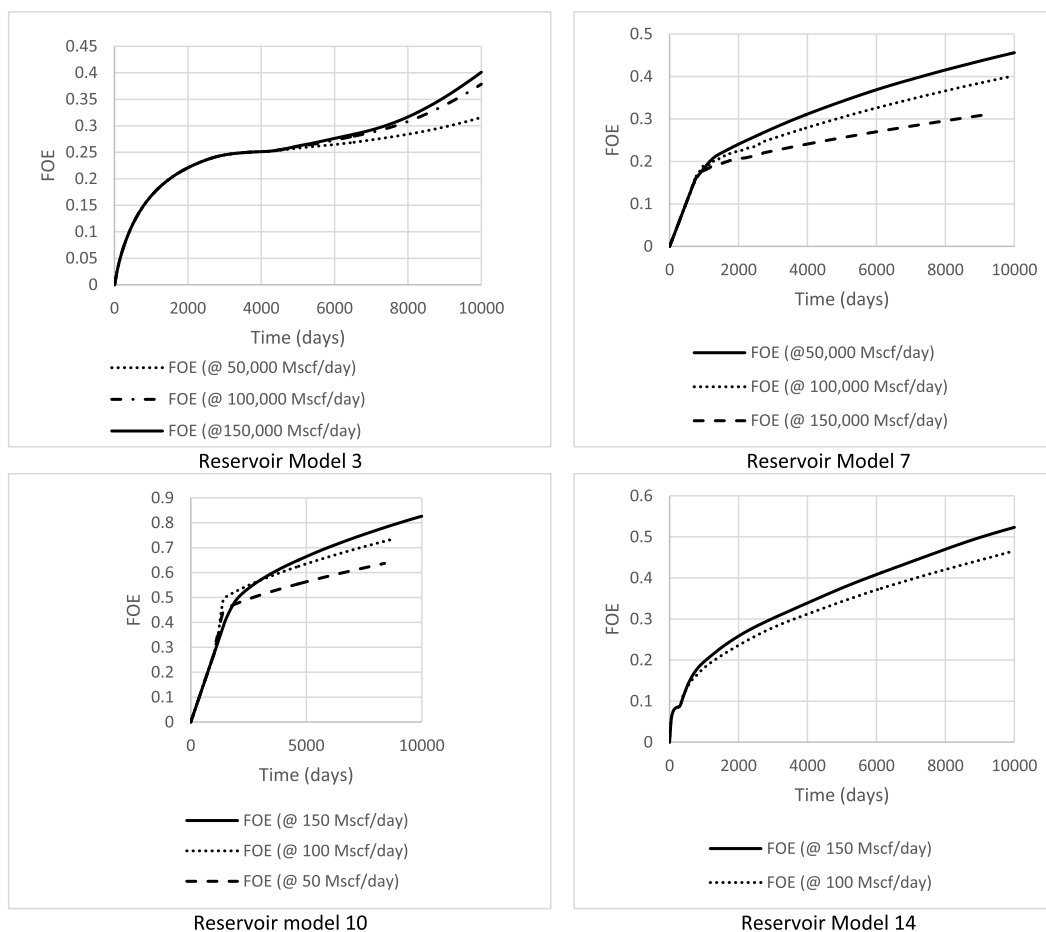 0.45
0.4
0.35
0.3
0.25
0.2
0.15
0.1
0.05
0
FOE
0 2000 4000 6000 8000 10000
Time (days)
FOE (@ 50,000 Mscf/day)
FOE (@ 100,000 Mscf/day)
FOE (@150,000 Mscf/day)
Reservoir Model 3
0.5
0.4
0.3
0.2
0.1
0
FOE
0 2000 4000 6000 8000 10000
Time (days)
FOE (@50,000 Mscf/day)
FOE (@ 100,000 Mscf/day)
FOE (@ 150,000 Mscf/day)
Reservoir Model 7
0.9
0.8
0.7
0.6
0.5
0.4
0.3
0.2
0.1
0
FOE
0 5000 10000
Time (days)
FOE (@ 150 Mscf/day)
FOE (@ 100 Mscf/day)
FOE (@ 50 Mscf/day)
Reservoir model 10
0.6
0.5
0.4
0.3
0.2
0.1
0
FOE
0 2000 4000 6000 8000 10000
Time (days)
FOE (@ 150 Mscf/day)
FOE (@ 100 Mscf/day)
Reservoir Model 14